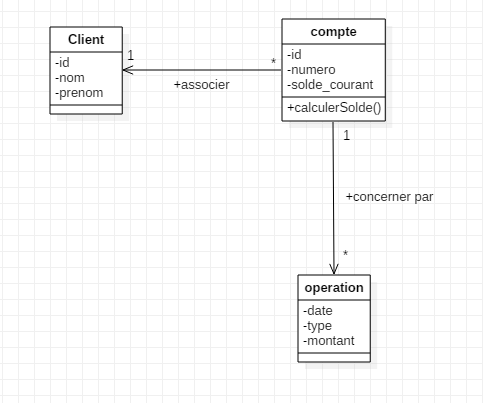 Client
-id
-nom
-prenom
1
*
+associer
compte
-id
-numero
-solde_courant
+calculerSolde()
1
+concerner par
*
operation
-date
-type
-montant